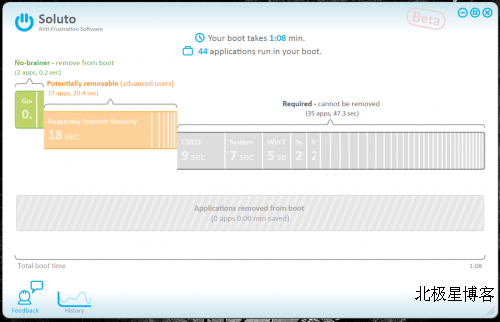 Soluto
Anti-Frustration Software
Beta
Your boot takes 1:08 min.
44 applications run in your boot.
No-brainer - remove from boot
(2 apps, 0.2 sec)
Potentially removable (advanced users)
(7 apps, 20.4 sec)
Required - cannot be removed
(35 apps, 47.3 sec)
Go
0.
Kaspersky Internet Security
18 sec
CSRSS
9 sec
System
7 sec
Win
5 se
2
Applications removed from boot
(0 apps 0:00 min saved)
Total boot time
1:08
Feedback
History
北极星博客